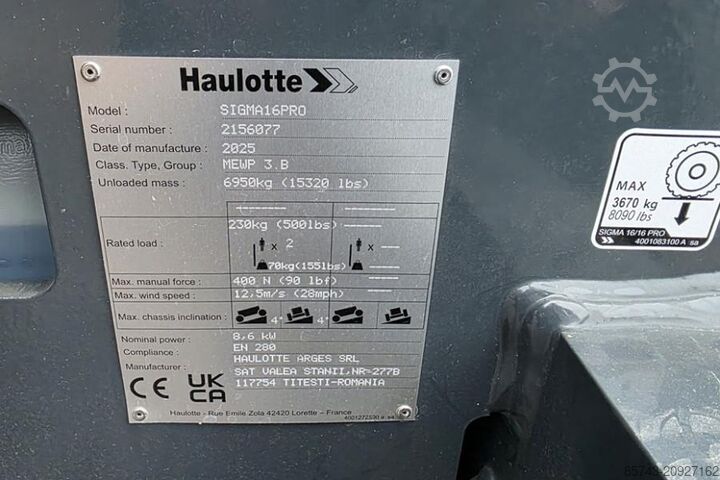 Haulotte
Model : SIGMA16PRO
Serial number : 2156077
Date of manufacture : 2025
Class. Type, Group : MEWP 3.B
Unloaded mass : 6950kg (15320 lbs)
230kg (500lbs)
Rated load : x 2 x
70kg(155lbs)
Max. manual force : 400 N (90 lbf)
Max. wind speed : 12,5m/s (28mph)
Max. chassis inclination : 4° 4°
Nominal power : 8,6 kW
Compliance : EN 280
Manufacturer : HAULOTTE ARGES SRL
SAT VALEA STANII,NR=277B
117754 TITESTI-ROMANIA
CE UK CA
Haulotte - Rue Emile Zola 42420 Lorette – France
MAX
3670 kg
8090 lbs
SIGMA 16/16 PRO
4001083100 A sa
85743-20927162